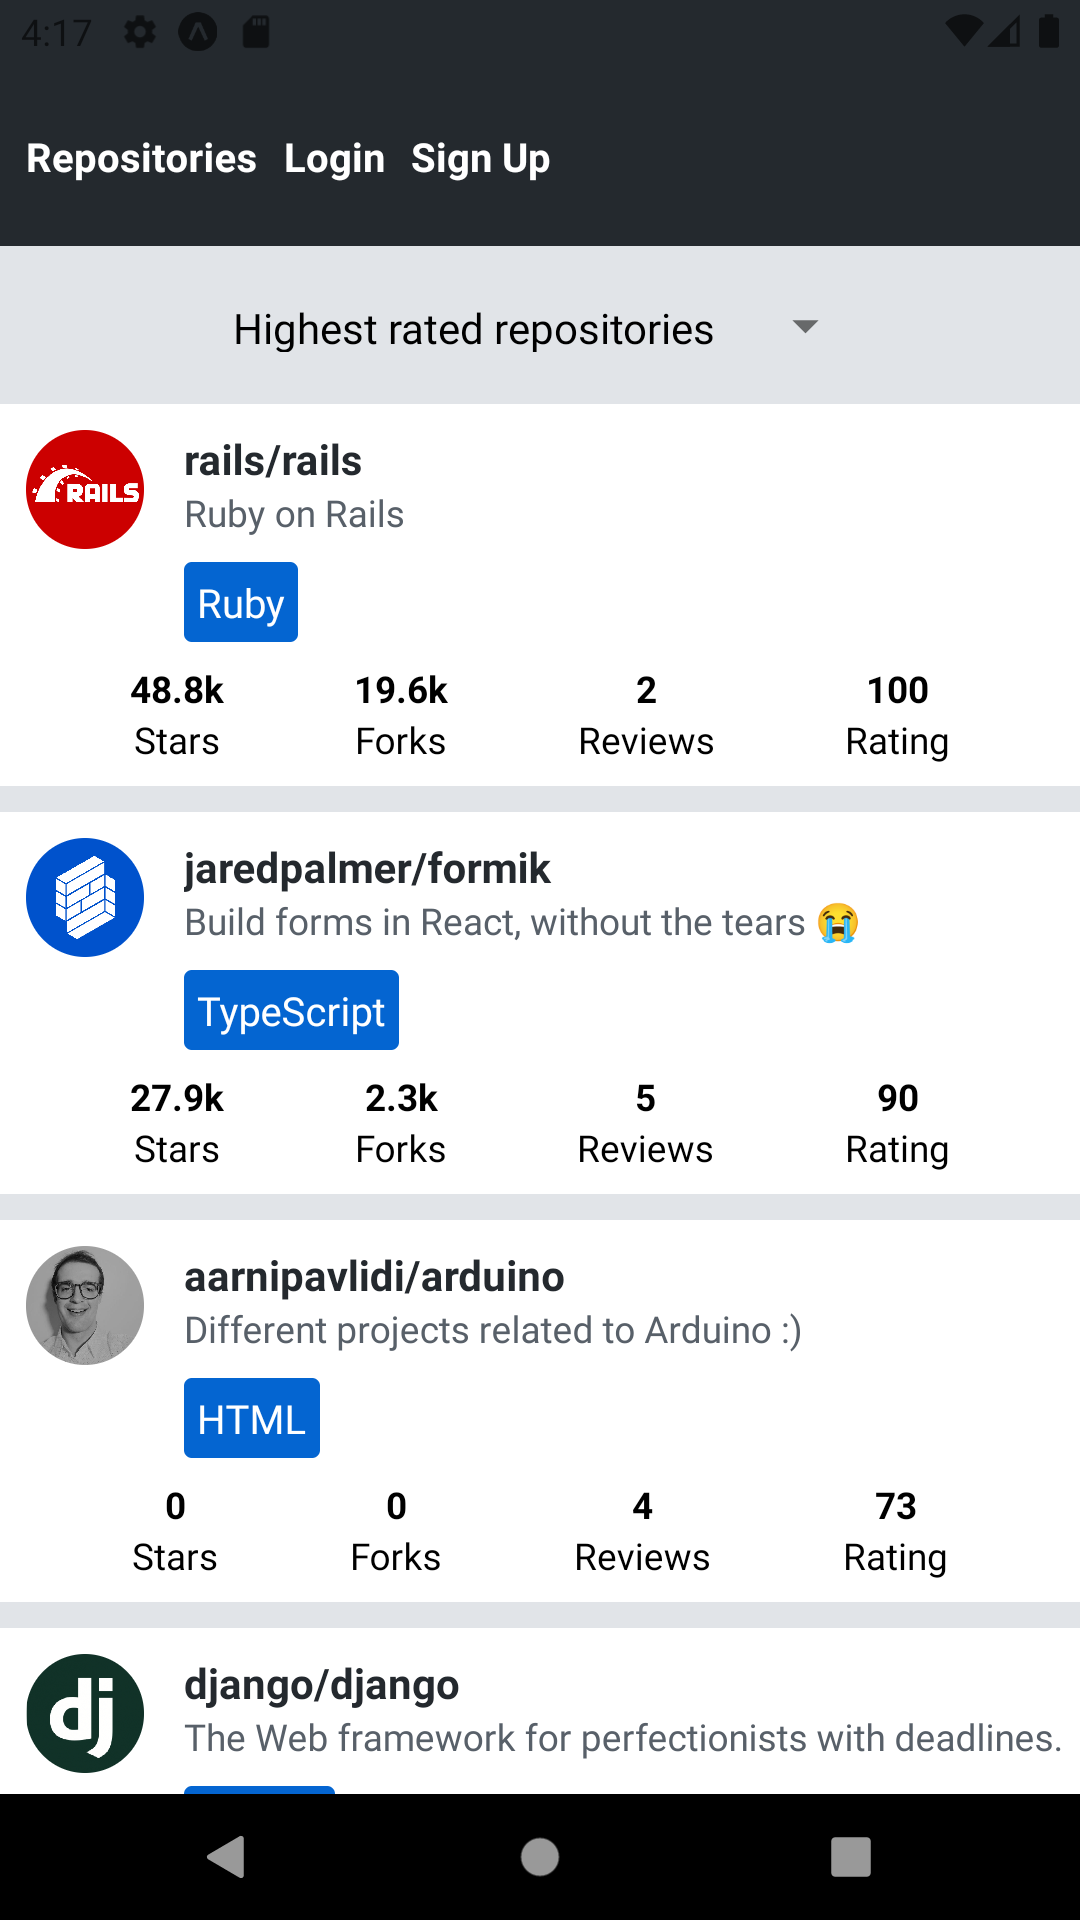 4:17
Repositories Login Sign Up
Highest rated repositories
RAILS
rails/rails
Ruby on Rails
Ruby
48.8k 19.6k 2 100
Stars Forks Reviews Rating
jaredpalmer/formik
Build forms in React, without the tears 😭
TypeScript
27.9k 2.3k 5 90
Stars Forks Reviews Rating
aarnipavlidi/arduino
Different projects related to Arduino :)
HTML
0 0 4 73
Stars Forks Reviews Rating
dj
django/django
The Web framework for perfectionists with deadlines.